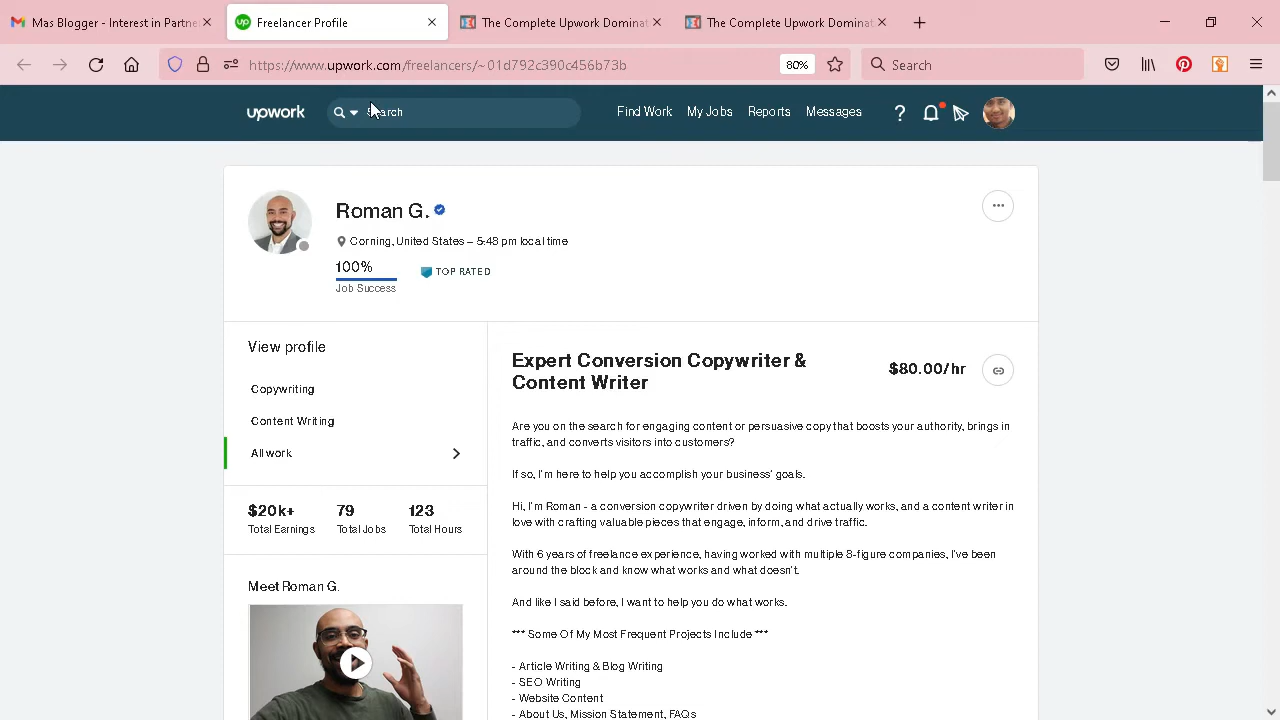 Mas Blogger - Interest in Partne
Freelancer Profile
The Complete Upwork Dominat
The Complete Upwork Dominat
https://www.upwork.com/freelancers/~01d792c390c456b73b
80%
Search
upwork
Search
Find Work
My Jobs
Reports
Messages
Roman G.
Corning, United States – 5:48 pm local time
100%
TOP RATED
Job Success
View profile
Copywriting
Content Writing
All work
$20k+ 79 123
Total Earnings Total Jobs Total Hours
Meet Roman G.
Expert Conversion Copywriter &
Content Writer
$80.00/hr
Are you on the search for engaging content or persuasive copy that boosts your authority, brings in
traffic, and converts visitors into customers?
If so, I'm here to help you accomplish your business' goals.
Hi, I'm Roman - a conversion copywriter driven by doing what actually works, and a content writer in
love with crafting valuable pieces that engage, inform, and drive traffic.
With 6 years of freelance experience, having worked with multiple 8-figure companies, I've been
around the block and know what works and what doesn't.
And like I said before, I want to help you do what works.
*** Some Of My Most Frequent Projects Include ***
- Article Writing & Blog Writing
- SEO Writing
- Website Content
- About Us, Mission Statement, FAQs